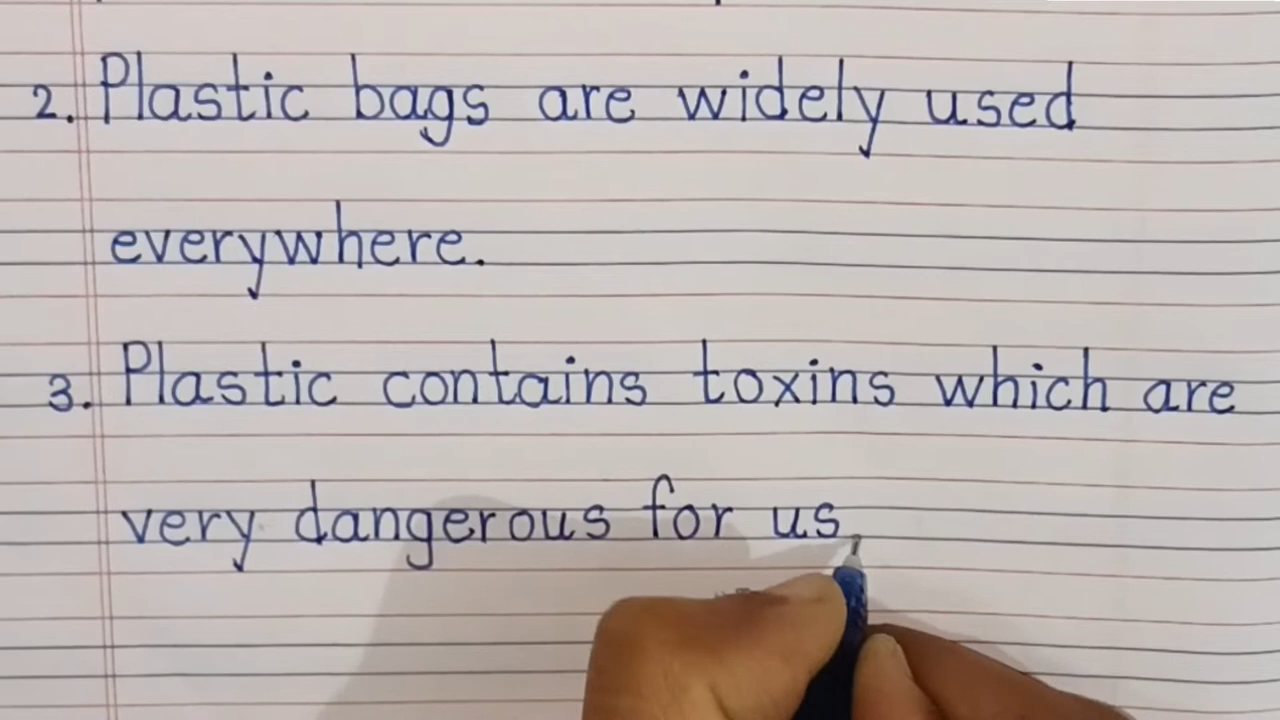 2. Plastic bags are widely used
everywhere.
3. Plastic contains toxins which are
very dangerous for us.